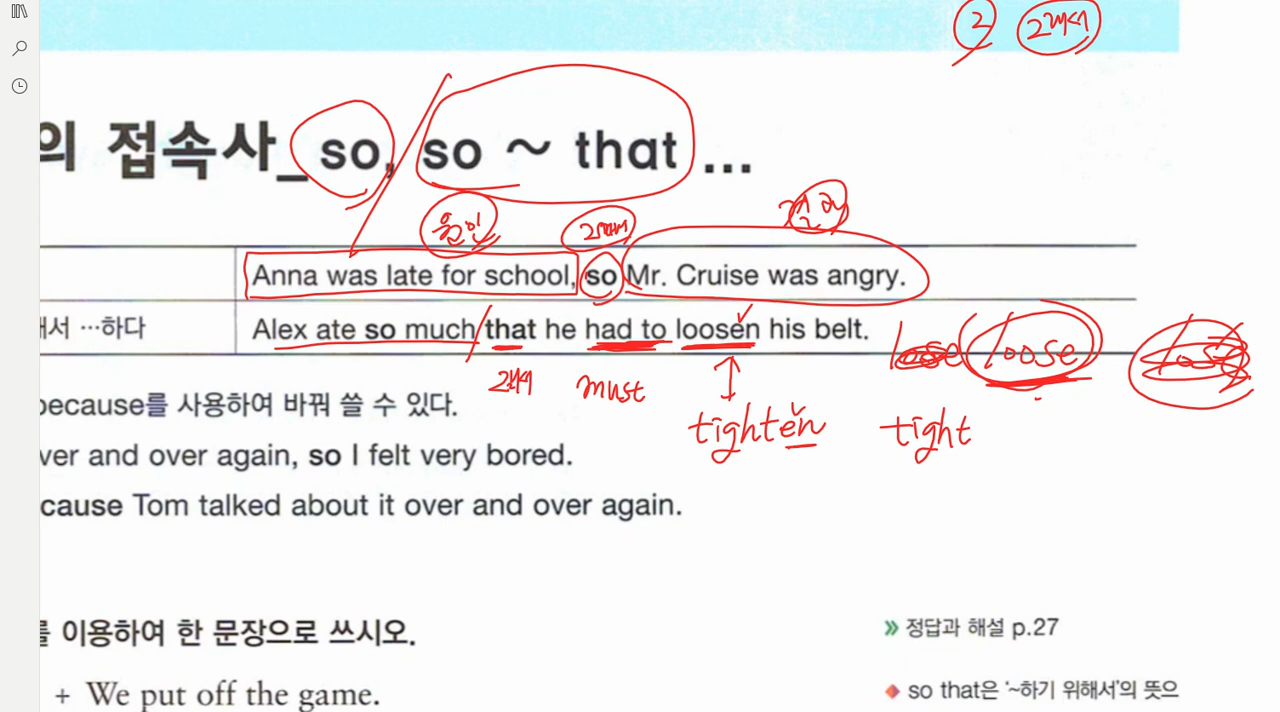 2 그래서
의 접속사_so, so ~ that ...
원인 그래서 결과
Anna was late for school, so Mr. Cruise was angry.
해서 …하다 Alex ate so much that he had to loosen his belt.
loose
그래서 must tighten tight
because를 사용하여 바꿔 쓸 수 있다.
ver and over again, so I felt very bored.
cause Tom talked about it over and over again.
를 이용하여 한 문장으로 쓰시오.
» 정답과 해설 p.27
+ We put off the game.
◆ so that은 '~하기 위해서'의 뜻으